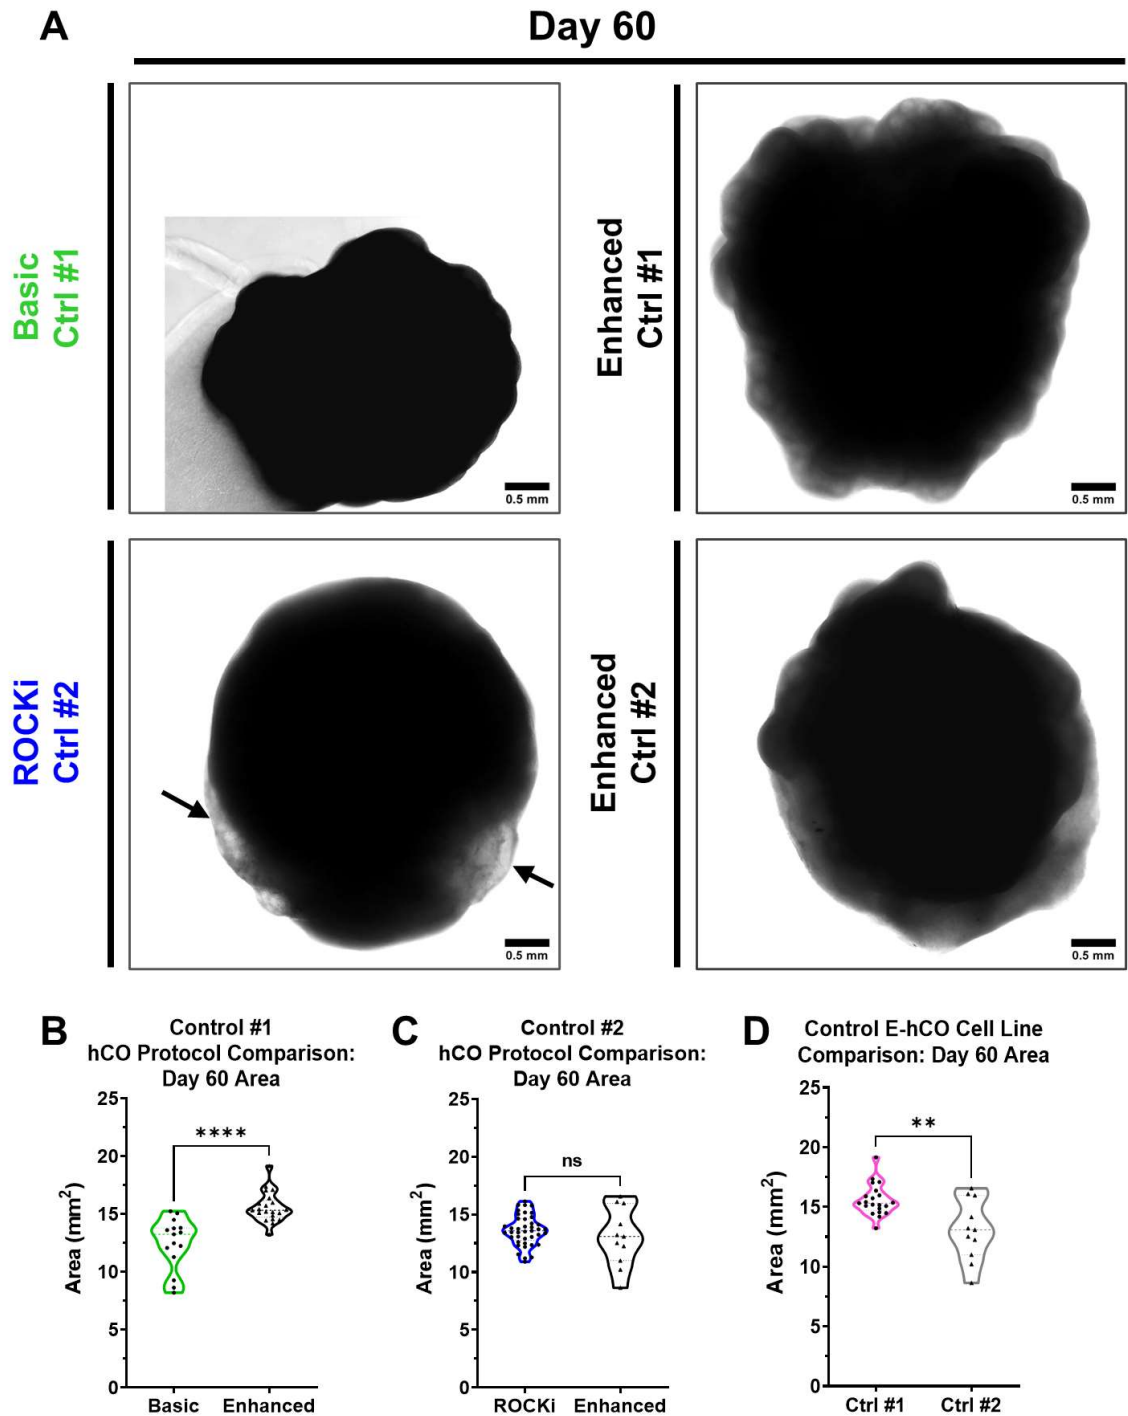 A
Day 60
Basic
Ctrl #1
0.5 mm
Enhanced
Ctrl #1
0.5 mm
ROCKi
Ctrl #2
0.5 mm
Enhanced
Ctrl #2
0.5 mm
B
Control #1
hCO Protocol Comparison:
Day 60 Area
Area (mm²)
25
20
15
10
5
0
****
Basic
Enhanced
C
Control #2
hCO Protocol Comparison:
Day 60 Area
Area (mm²)
25
20
15
10
5
0
ns
ROCKi
Enhanced
D
Control E-hCO Cell Line
Comparison: Day 60 Area
Area (mm²)
25
20
15
10
5
0
**
Ctrl #1
Ctrl #2